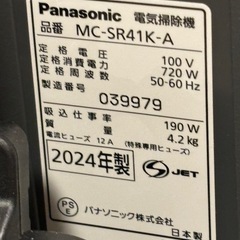 Panasonic 電気掃除機
品番 MC-SR41K-A
定格電圧 100 V
定格消費電力 720 W
定格周波数 50-60 Hz
製造番号 039979
吸込仕事率 190 W
質量 4.2 kg
電流ヒューズ 12 A (特殊専用ヒューズ)
2024年製 JET
PS E パナソニック株式会社
日本製